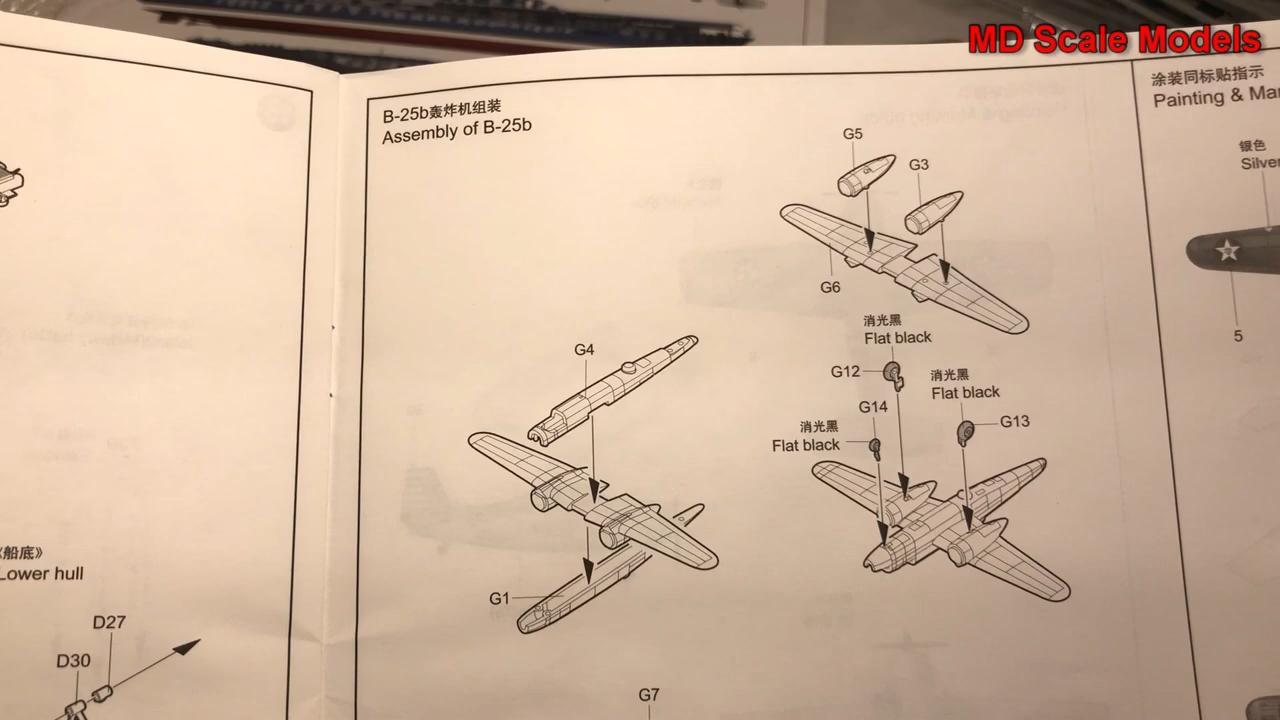 MD Scale Models
B-25b轰炸机组装
Assembly of B-25b
涂装同标贴指示
Painting & Mar
银色
Silver
G5
G3
G6
5
G4
消光黑
Flat black
G12
消光黑
Flat black
G14
G13
消光黑
Flat black
G1
《船底》
Lower hull
D27
D30
G7